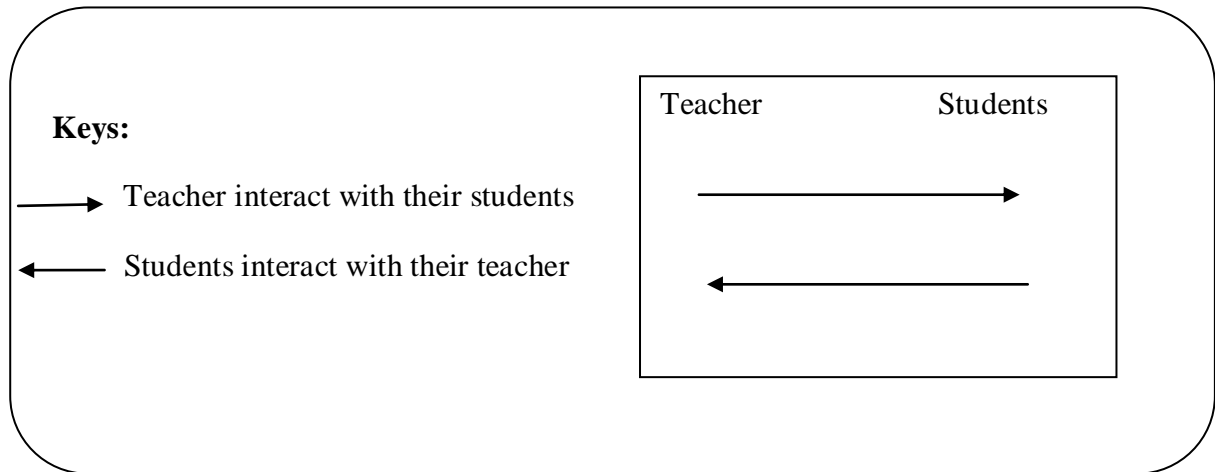 Keys:
Teacher interact with their students
Students interact with their teacher
Teacher Students